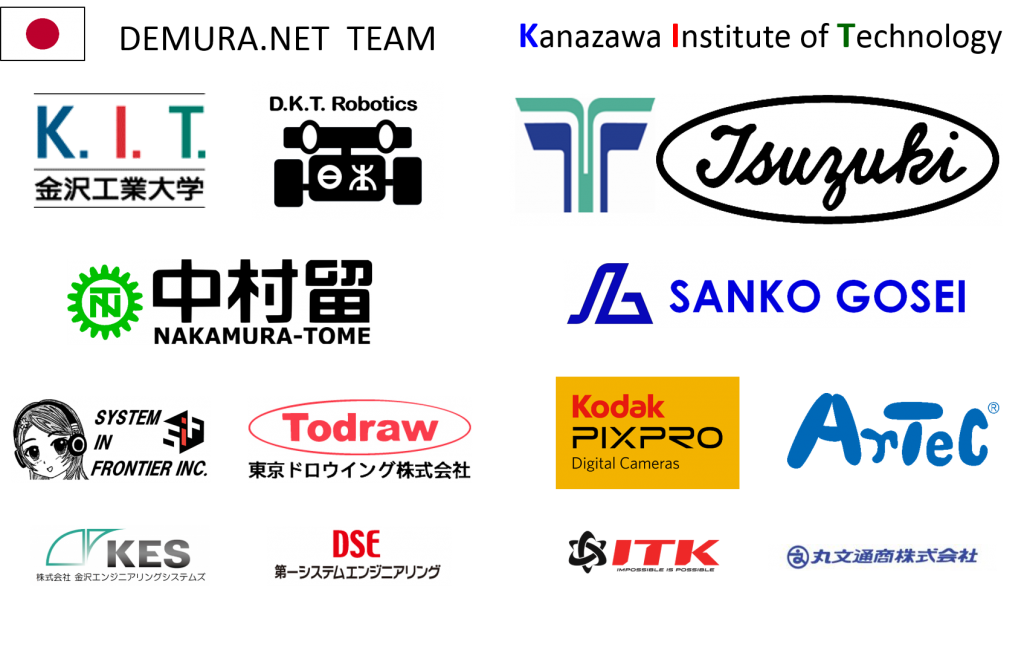 DEMURA.NET TEAM
Kanazawa Institute of Technology
K. I. T.
金沢工業大学
D.K.T. Robotics
Tsuzuki
中村留
NAKAMURA-TOME
SANKO GOSEI
SYSTEM
IN
FRONTIER INC.
Todraw
東京ドロウイング株式会社
Kodak
PIXPRO
Digital Cameras
ArTeC®
KES
株式会社 金沢エンジニアリングシステムズ
DSE
第一システムエンジニアリング
ITK
IMPOSSIBLE IS POSSIBLE
丸文通商株式会社